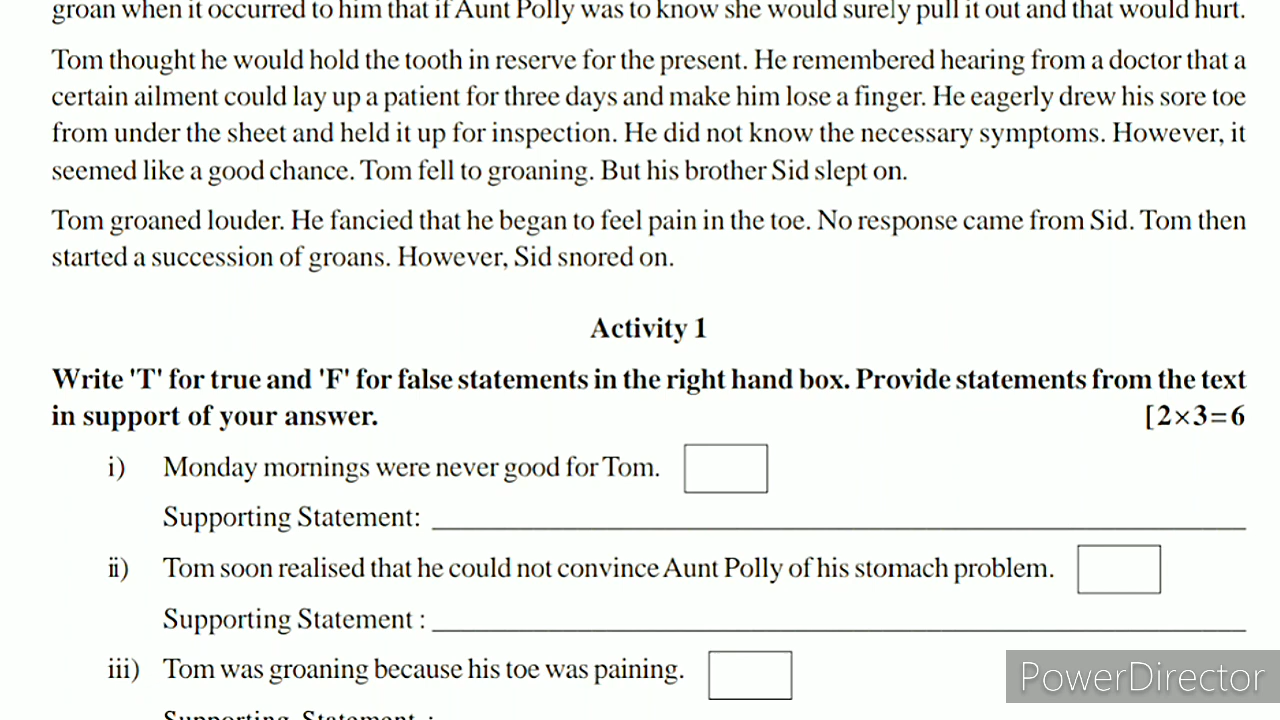 groan when it occurred to him that if Aunt Polly was to know she would surely pull it out and that would hurt.
Tom thought he would hold the tooth in reserve for the present. He remembered hearing from a doctor that a
certain ailment could lay up a patient for three days and make him lose a finger. He eagerly drew his sore toe
from under the sheet and held it up for inspection. He did not know the necessary symptoms. However, it
seemed like a good chance. Tom fell to groaning. But his brother Sid slept on.
Tom groaned louder. He fancied that he began to feel pain in the toe. No response came from Sid. Tom then
started a succession of groans. However, Sid snored on.
Activity 1
Write 'T' for true and 'F' for false statements in the right hand box. Provide statements from the text
in support of your answer. [2×3=6
i) Monday mornings were never good for Tom.
Supporting Statement:
ii) Tom soon realised that he could not convince Aunt Polly of his stomach problem.
Supporting Statement :
iii) Tom was groaning because his toe was paining.
Supporting Statement :
PowerDirector